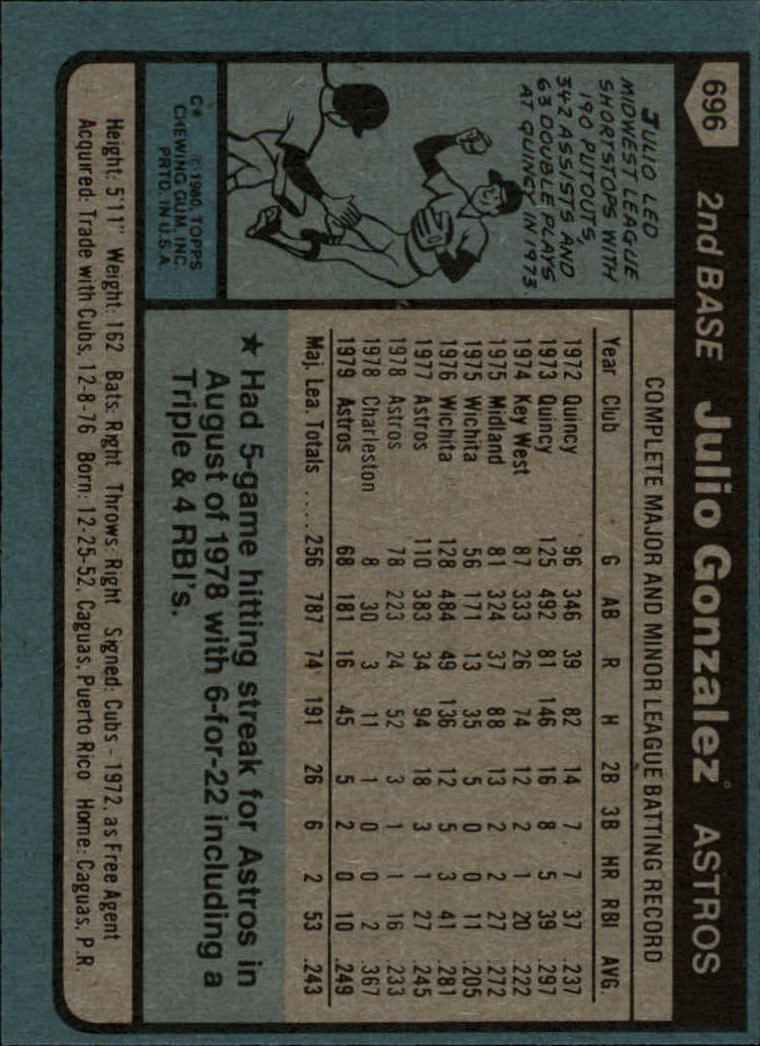 696
2nd BASE Julio Gonzalez ASTROS
JULIO LED
MIDWEST LEAGUE
SHORTSTOPS WITH
190 PUTOUTS,
342 ASSISTS AND
63 DOUBLE PLAYS
AT QUINCY IN 1973.
C* © 1980, TOPPS
CHEWING GUM, INC.
PRTD. IN U.S.A.
COMPLETE MAJOR AND MINOR LEAGUE BATTING RECORD
Year Club G AB R H 2B 3B HR RBI AVG.
1972 Quincy 96 346 39 82 14 7 7 37 .237
1973 Quincy 125 492 81 146 16 8 5 39 .297
1974 Key West 87 333 26 74 12 2 1 20 .222
1975 Midland 81 324 37 88 13 2 2 27 .272
1975 Wichita 56 171 13 35 5 0 0 11 .205
1976 Wichita 128 484 49 136 12 5 3 41 .281
1977 Astros 110 383 34 94 18 3 1 27 .245
1978 Astros 78 223 24 52 3 1 1 16 .233
1978 Charleston 8 30 3 11 1 0 0 2 .367
1979 Astros 68 181 16 45 5 2 0 10 .249
Maj. Lea. Totals .... 256 787 74 191 26 6 2 53 .243
★ Had 5-game hitting streak for Astros in
August of 1978 with 6-for-22 including a
Triple & 4 RBI's.
Height: 5'11" Weight: 162 Bats: Right Throws: Right Signed: Cubs - 1972, as Free Agent
Acquired: Trade with Cubs, 12-8-76 Born: 12-25-52, Caguas, Puerto Rico Home: Caguas, P.R.